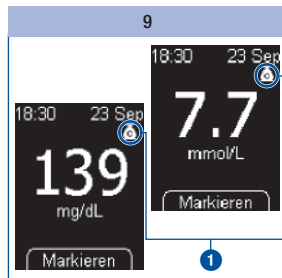 9
18:30 23 Sep
7.7
mmol/L
Markieren
18:30 23 Sep
139
mg/dL
Markieren
1